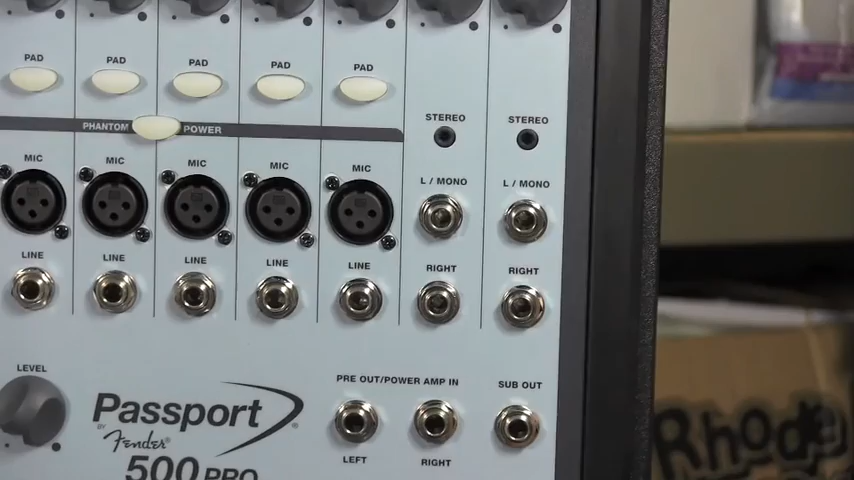 PAD PAD PAD PAD PAD
PHANTOM POWER
STEREO STEREO
MIC MIC MIC MIC MIC
L / MONO L / MONO
LINE LINE LINE LINE LINE
RIGHT RIGHT
LEVEL
PRE OUT/POWER AMP IN SUB OUT
Passport®
BY Fender
500 PRO
LEFT RIGHT
Rhode